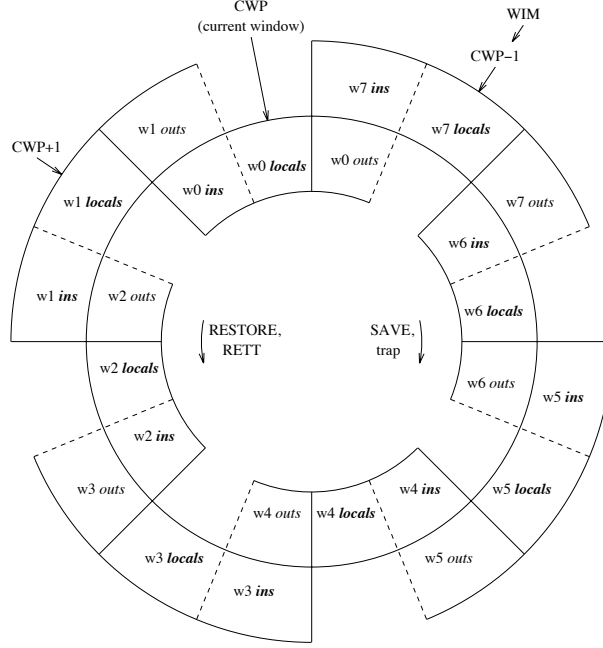 CWP
(current window)
WIM
CWP−1
w7 ins
w7 locals
w1 outs
w0 locals
w0 outs
CWP+1
w0 ins
w1 locals
w7 outs
w6 ins
w1 ins
w2 outs
w6 locals
RESTORE,
RETT
SAVE,
trap
w2 locals
w6 outs
w5 ins
w2 ins
w3 outs
w4 ins
w5 locals
w4 outs
w4 locals
w3 locals
w5 outs
w3 ins